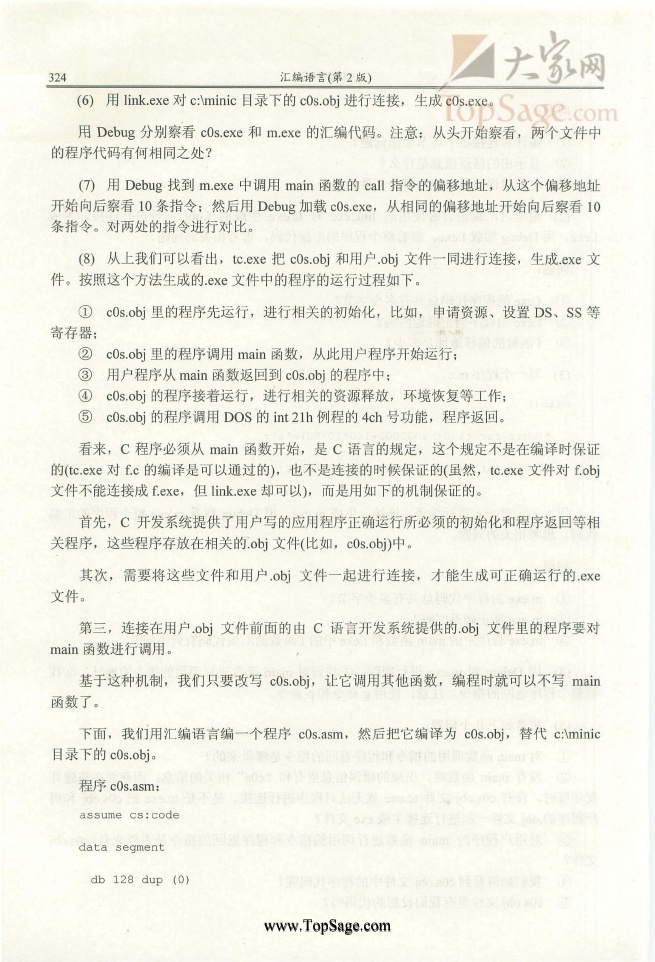 大家网
TopSage.com
324
汇编语言(第 2 版)
(6) 用 link.exe 对 c:\minic 目录下的 c0s.obj 进行连接，生成 c0s.exe。
用 Debug 分别察看 c0s.exe 和 m.exe 的汇编代码。注意：从头开始察看，两个文件中
的程序代码有何相同之处？
(7) 用 Debug 找到 m.exe 中调用 main 函数的 call 指令的偏移地址，从这个偏移地址
开始向后察看 10 条指令；然后用 Debug 加载 c0s.exe，从相同的偏移地址开始向后察看 10
条指令。对两处的指令进行对比。
(8) 从上我们可以看出，tc.exe 把 c0s.obj 和用户.obj 文件一同进行连接，生成.exe 文
件。按照这个方法生成的.exe 文件中的程序的运行过程如下。
① c0s.obj 里的程序先运行，进行相关的初始化，比如，申请资源、设置 DS、SS 等
寄存器；
② c0s.obj 里的程序调用 main 函数，从此用户程序开始运行；
③ 用户程序从 main 函数返回到 c0s.obj 的程序中；
④ c0s.obj 的程序接着运行，进行相关的资源释放，环境恢复等工作；
⑤ c0s.obj 的程序调用 DOS 的 int 21h 例程的 4ch 号功能，程序返回。
看来，C 程序必须从 main 函数开始，是 C 语言的规定，这个规定不是在编译时保证
的(tc.exe 对 f.c 的编译是可以通过的)，也不是连接的时候保证的(虽然，tc.exe 文件对 f.obj
文件不能连接成 f.exe，但 link.exe 却可以)，而是用如下的机制保证的。
首先，C 开发系统提供了用户写的应用程序正确运行所必须的初始化和程序返回等相
关程序，这些程序存放在相关的.obj 文件(比如，c0s.obj)中。
其次，需要将这些文件和用户.obj 文件一起进行连接，才能生成可正确运行的.exe
文件。
第三，连接在用户.obj 文件前面的由 C 语言开发系统提供的.obj 文件里的程序要对
main 函数进行调用。
基于这种机制，我们只要改写 c0s.obj，让它调用其他函数，编程时就可以不写 main
函数了。
下面，我们用汇编语言编一个程序 c0s.asm，然后把它编译为 c0s.obj，替代 c:\minic
目录下的 c0s.obj。
程序 c0s.asm：
assume cs:code
data segment
db 128 dup (0)
www.TopSage.com